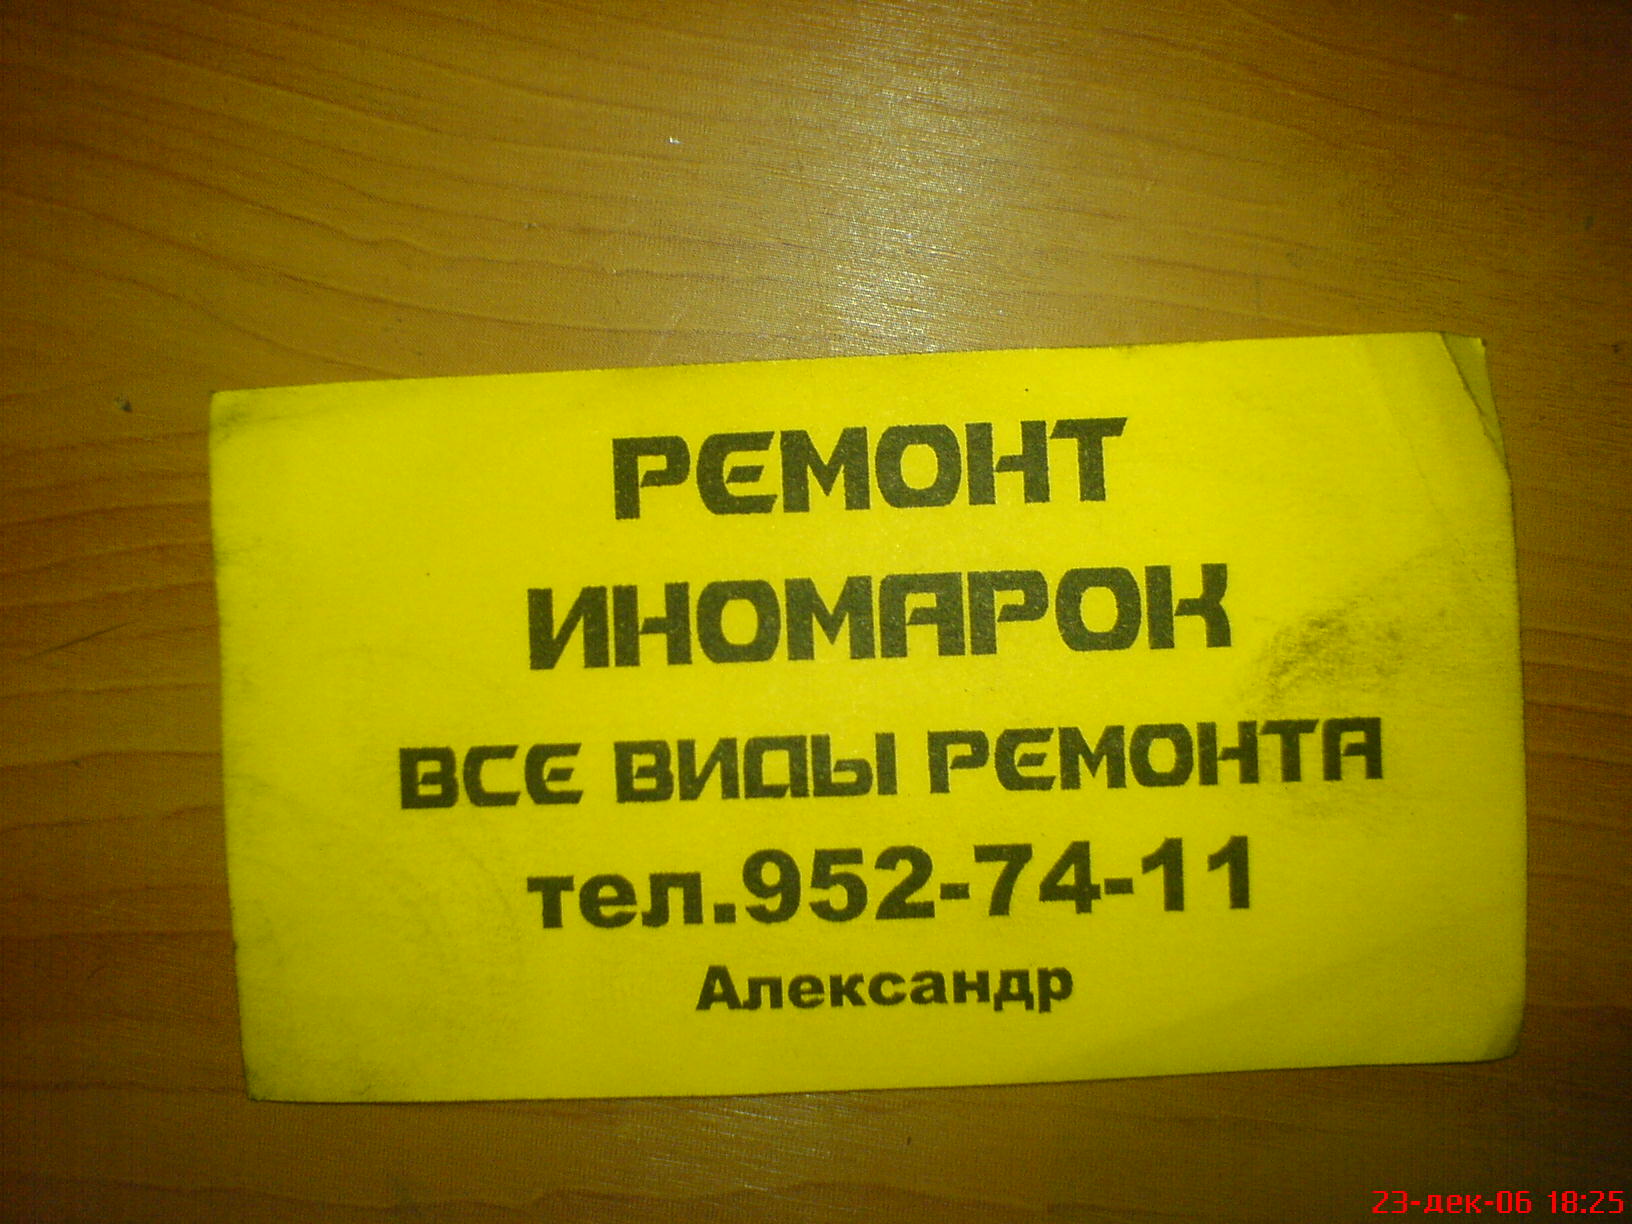 РЕМОНТ
ИНОМАРОК
ВСЕ ВИДЫ РЕМОНТА
тел.952-74-11
Александр
23-дек-06 18:25